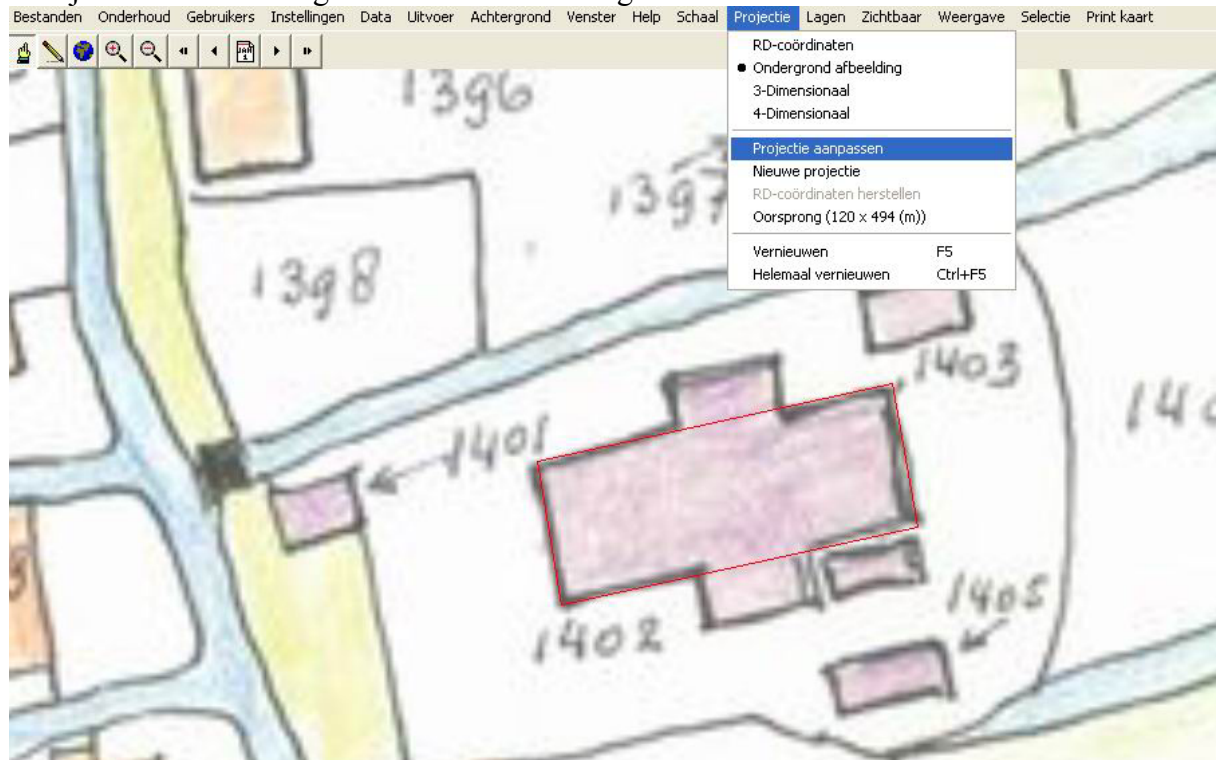 Bestanden Onderhoud Gebruikers Instellingen Data Uitvoer Achtergrond Venster Help Schaal Projectie Lagen Zichtbaar Weergave Selectie Print kaart
JAN
1
RD-coördinaten
Ondergrond afbeelding
3-Dimensionaal
4-Dimensionaal
Projectie aanpassen
Nieuwe projectie
RD-coördinaten herstellen
Oorsprong (120 x 494 (m))
Vernieuwen F5
Helemaal vernieuwen Ctrl+F5
1396
1397
1398
1403
1401
1402
1405